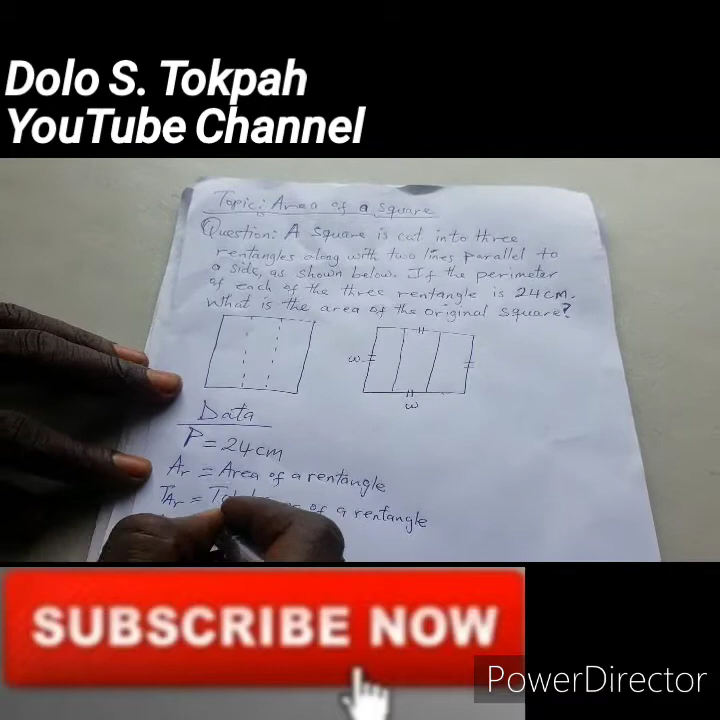 Dolo S. Tokpah
YouTube Channel
Topic: Area of a square
Question: A square is cut into three
rentangles along with two lines parallel to
a side, as shown below. If the perimeter
of each of the three rentangle is 24cm.
What is the area of the original square?
w
w
Data
P = 24cm
Ar = Area of a rentangle
TAr = of a rentangle
SUBSCRIBE NOW
PowerDirector